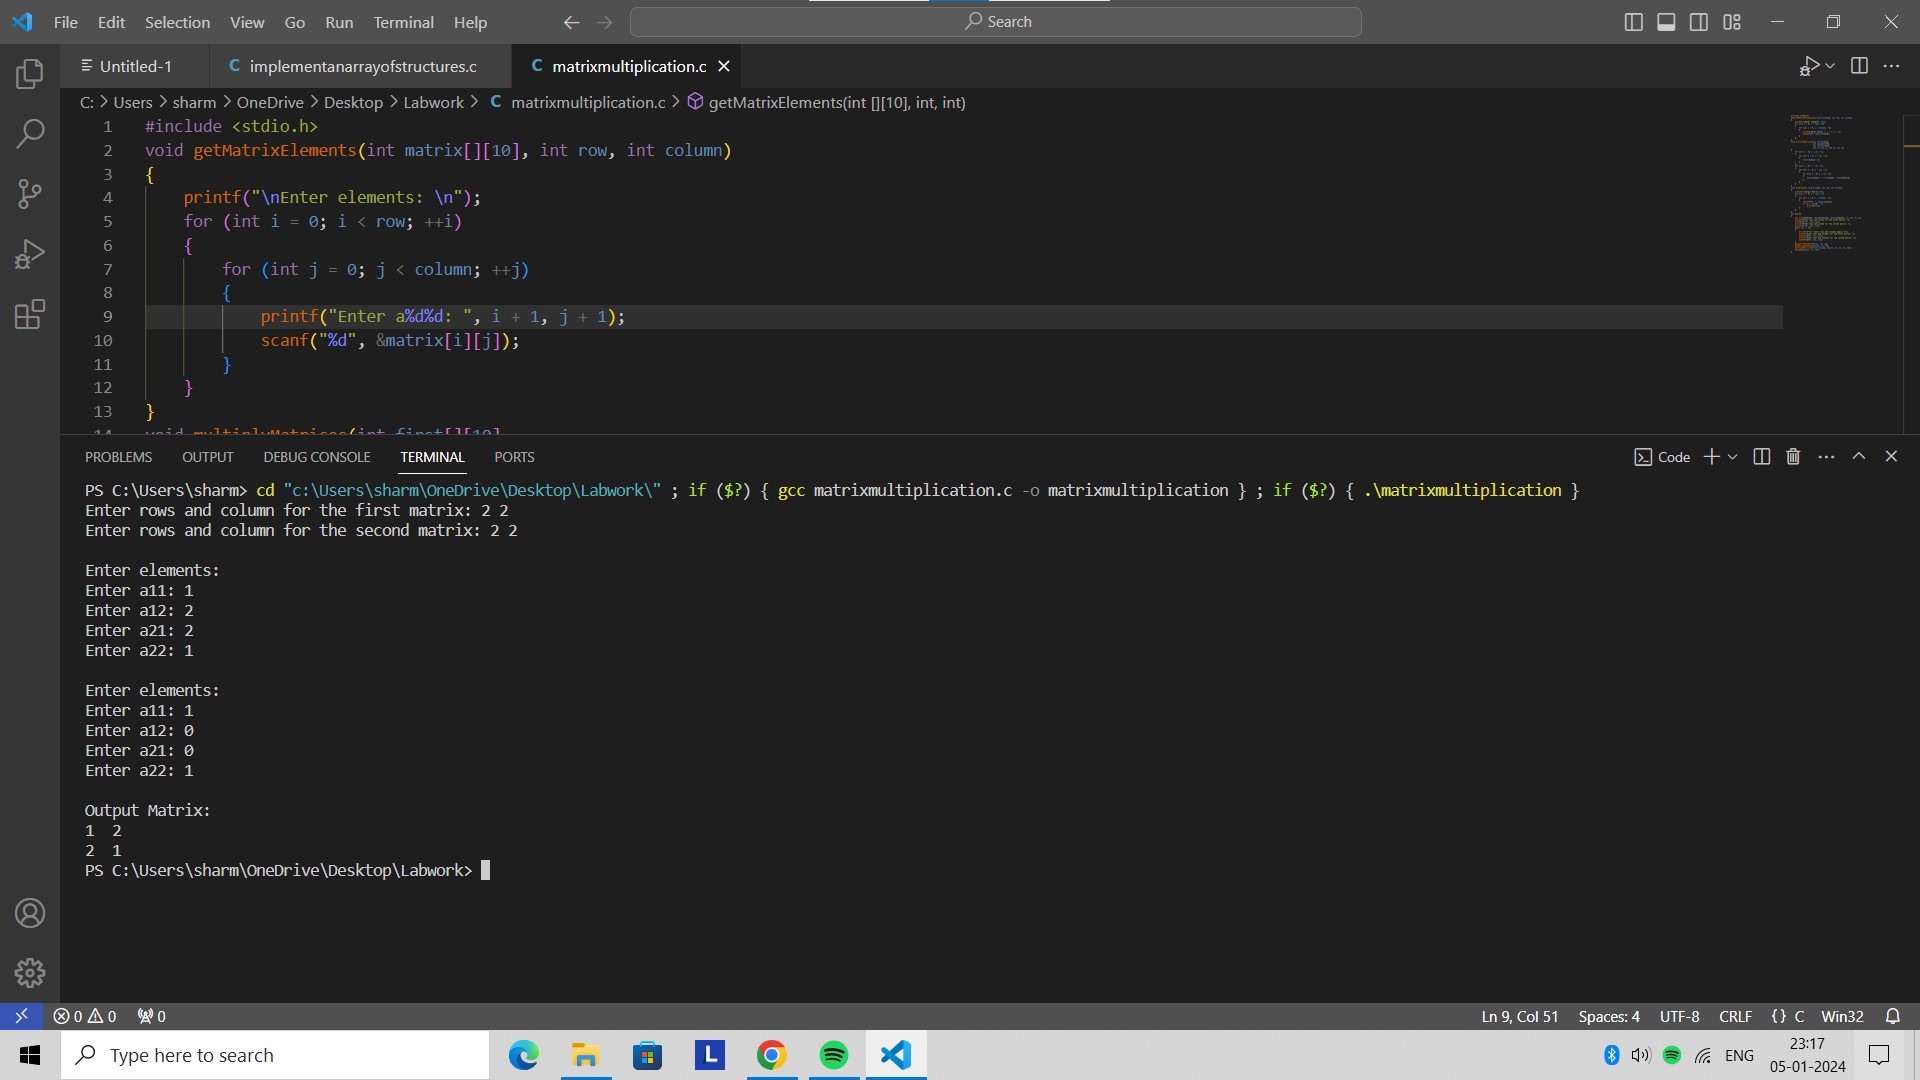 File Edit Selection View Go Run Terminal Help
Search
Untitled-1
C implementanarrayofstructures.c
C matrixmultiplication.c
C: > Users > sharm > OneDrive > Desktop > Labwork > C matrixmultiplication.c > getMatrixElements(int [][10], int, int)
1 #include <stdio.h>
2 void getMatrixElements(int matrix[][10], int row, int column)
3 {
4     printf("\nEnter elements: \n");
5     for (int i = 0; i < row; ++i)
6     {
7         for (int j = 0; j < column; ++j)
8         {
9             printf("Enter a%d%d: ", i + 1, j + 1);
10             scanf("%d", &matrix[i][j]);
11         }
12     }
13 }
14 void multiplyMatrices(int first[][10],
PROBLEMS OUTPUT DEBUG CONSOLE TERMINAL PORTS
Code
PS C:\Users\sharm> cd "c:\Users\sharm\OneDrive\Desktop\Labwork\" ; if ($?) { gcc matrixmultiplication.c -o matrixmultiplication } ; if ($?) { .\matrixmultiplication }
Enter rows and column for the first matrix: 2 2
Enter rows and column for the second matrix: 2 2
Enter elements:
Enter a11: 1
Enter a12: 2
Enter a21: 2
Enter a22: 1
Enter elements:
Enter a11: 1
Enter a12: 0
Enter a21: 0
Enter a22: 1
Output Matrix:
1  2
2  1
PS C:\Users\sharm\OneDrive\Desktop\Labwork>
0 0 0
Ln 9, Col 51 Spaces: 4 UTF-8 CRLF {} C Win32
Type here to search
L
ENG
23:17
05-01-2024